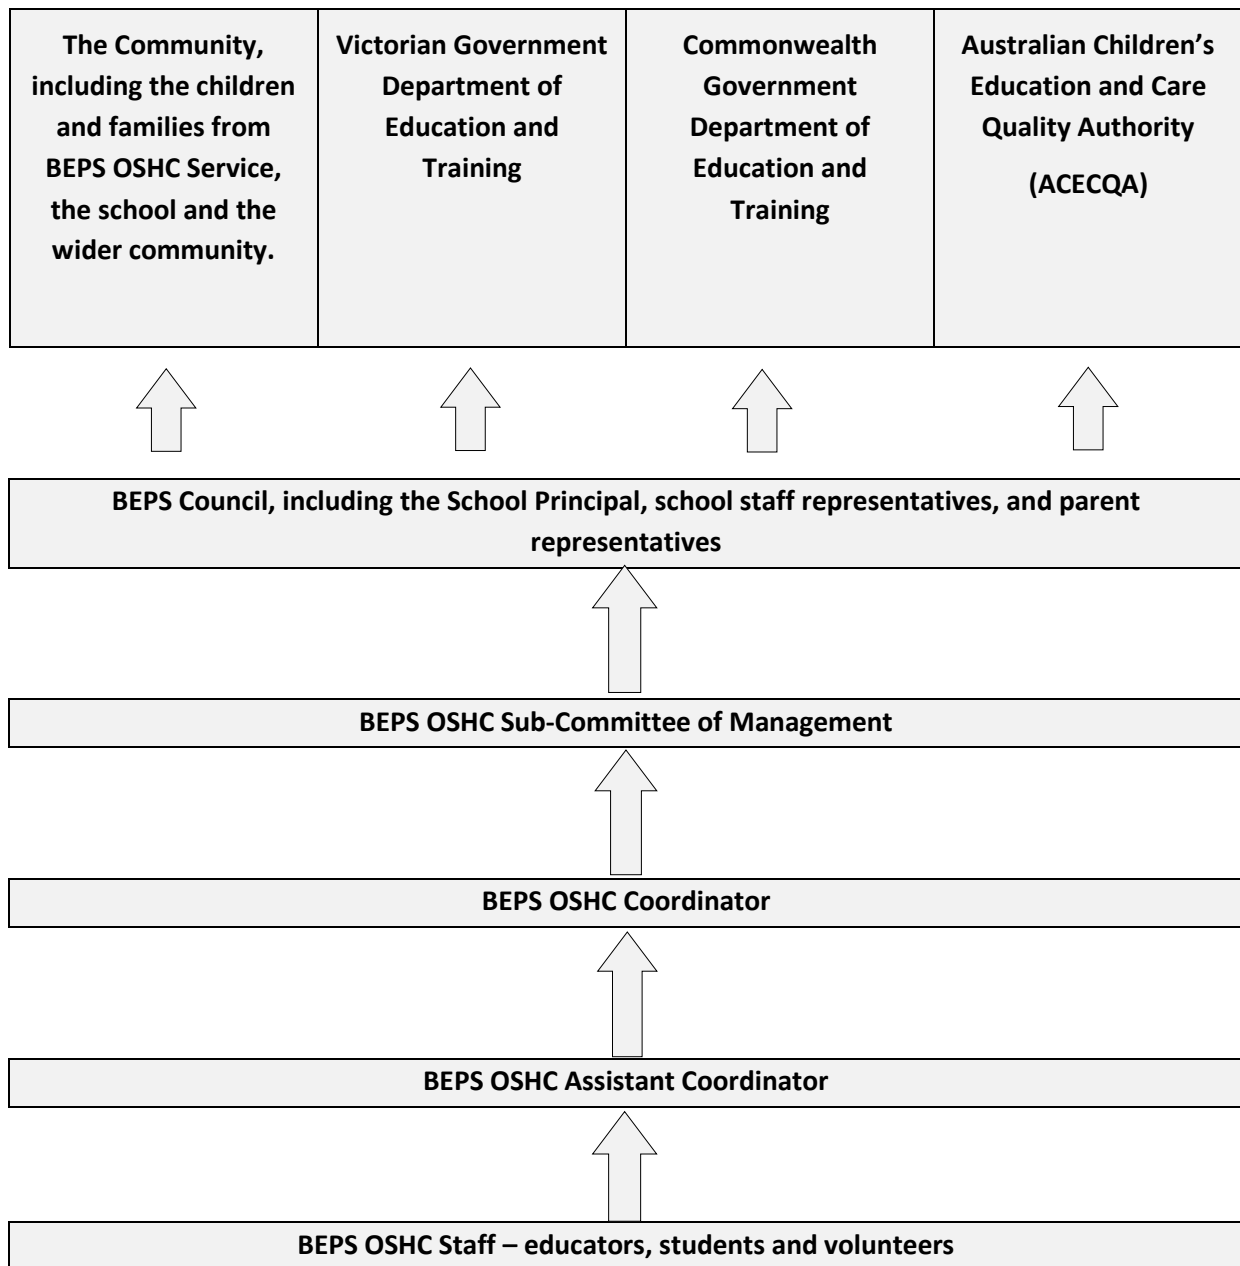 The Community,
including the children
and families from
BEPS OSHC Service,
the school and the
wider community.
Victorian Government
Department of
Education and
Training
Commonwealth
Government
Department of
Education and
Training
Australian Children’s
Education and Care
Quality Authority
(ACECQA)
BEPS Council, including the School Principal, school staff representatives, and parent
representatives
BEPS OSHC Sub-Committee of Management
BEPS OSHC Coordinator
BEPS OSHC Assistant Coordinator
BEPS OSHC Staff – educators, students and volunteers